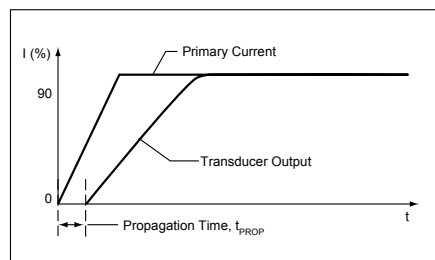 I (%)
Primary Current
90
Transducer Output
0
t
Propagation Time, tPROP